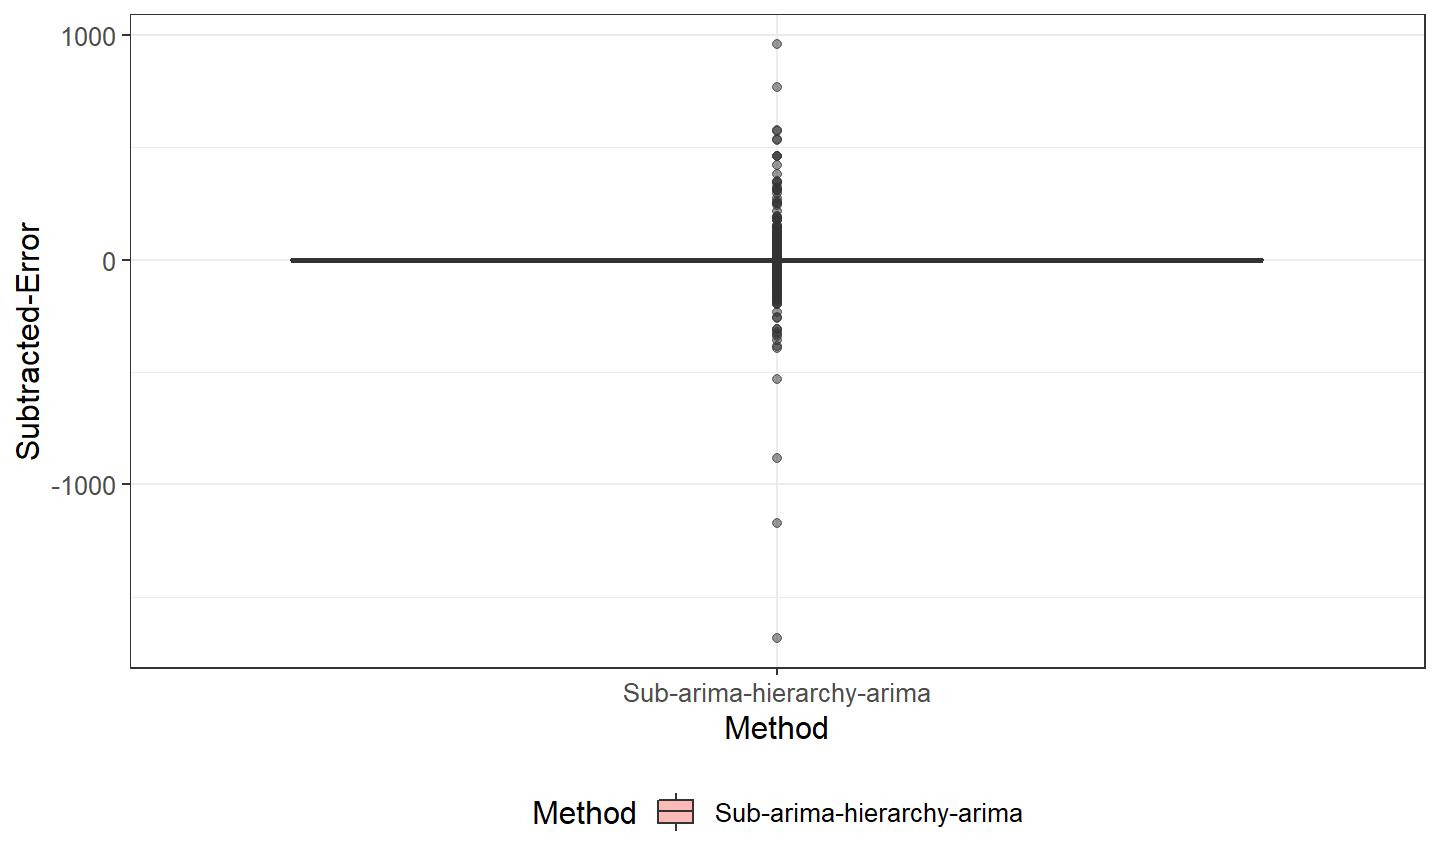 1000
0
-1000
Subtracted-Error
Sub-arima-hierarchy-arima
Method
Method Sub-arima-hierarchy-arima